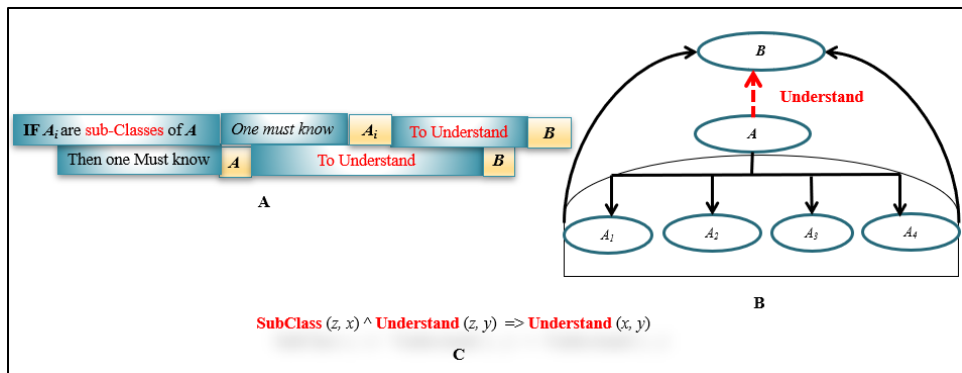 IF Ai are sub-Classes of A One must know Ai To Understand B
Then one Must know A To Understand B
A
B
Understand
A
A1 A2 A3 A4
B
SubClass (z, x) ^ Understand (z, y) => Understand (x, y)
C